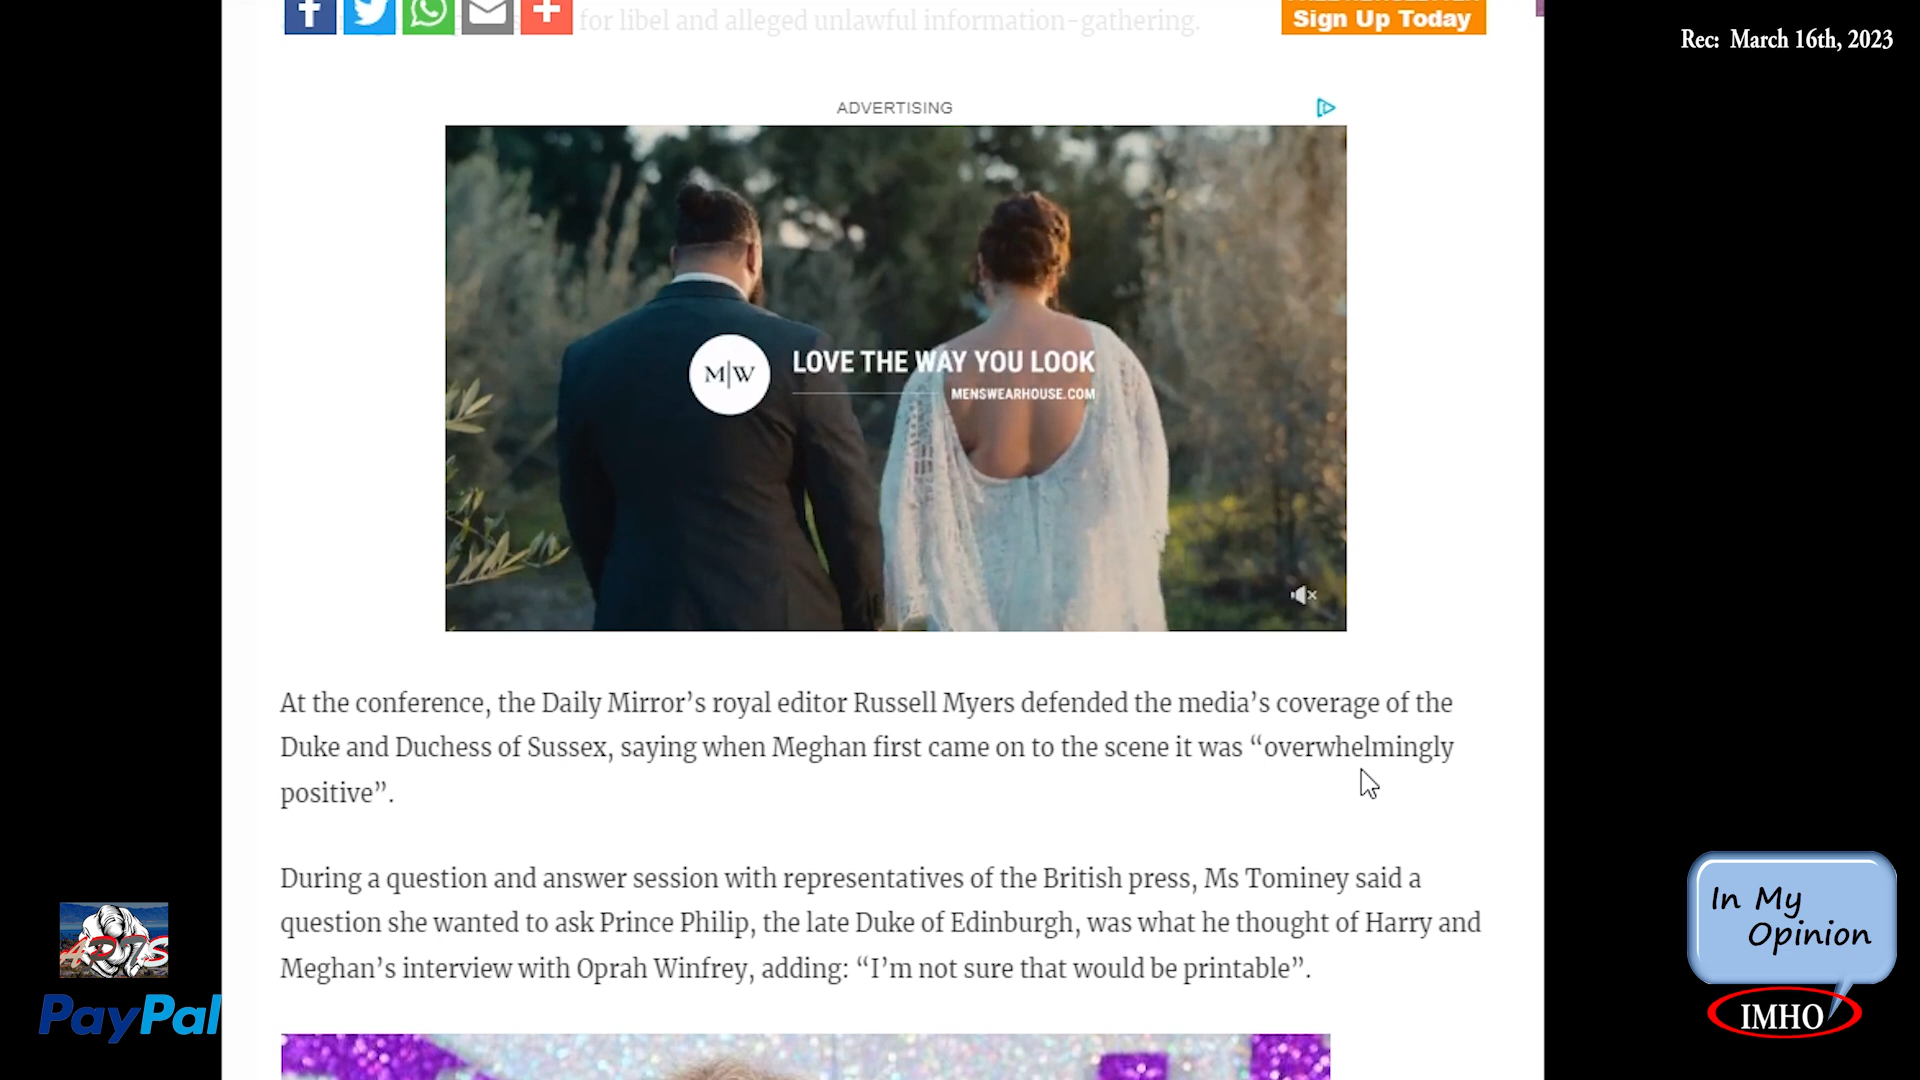 for libel and alleged unlawful information-gathering.
Sign Up Today
Rec: March 16th, 2023
ADVERTISING
M|W
LOVE THE WAY YOU LOOK
MENSWEARHOUSE.COM
At the conference, the Daily Mirror’s royal editor Russell Myers defended the media’s coverage of the
Duke and Duchess of Sussex, saying when Meghan first came on to the scene it was “overwhelmingly
positive”.
During a question and answer session with representatives of the British press, Ms Tominey said a
question she wanted to ask Prince Philip, the late Duke of Edinburgh, was what he thought of Harry and
Meghan’s interview with Oprah Winfrey, adding: “I’m not sure that would be printable”.
PayPal
In My
Opinion
IMHO